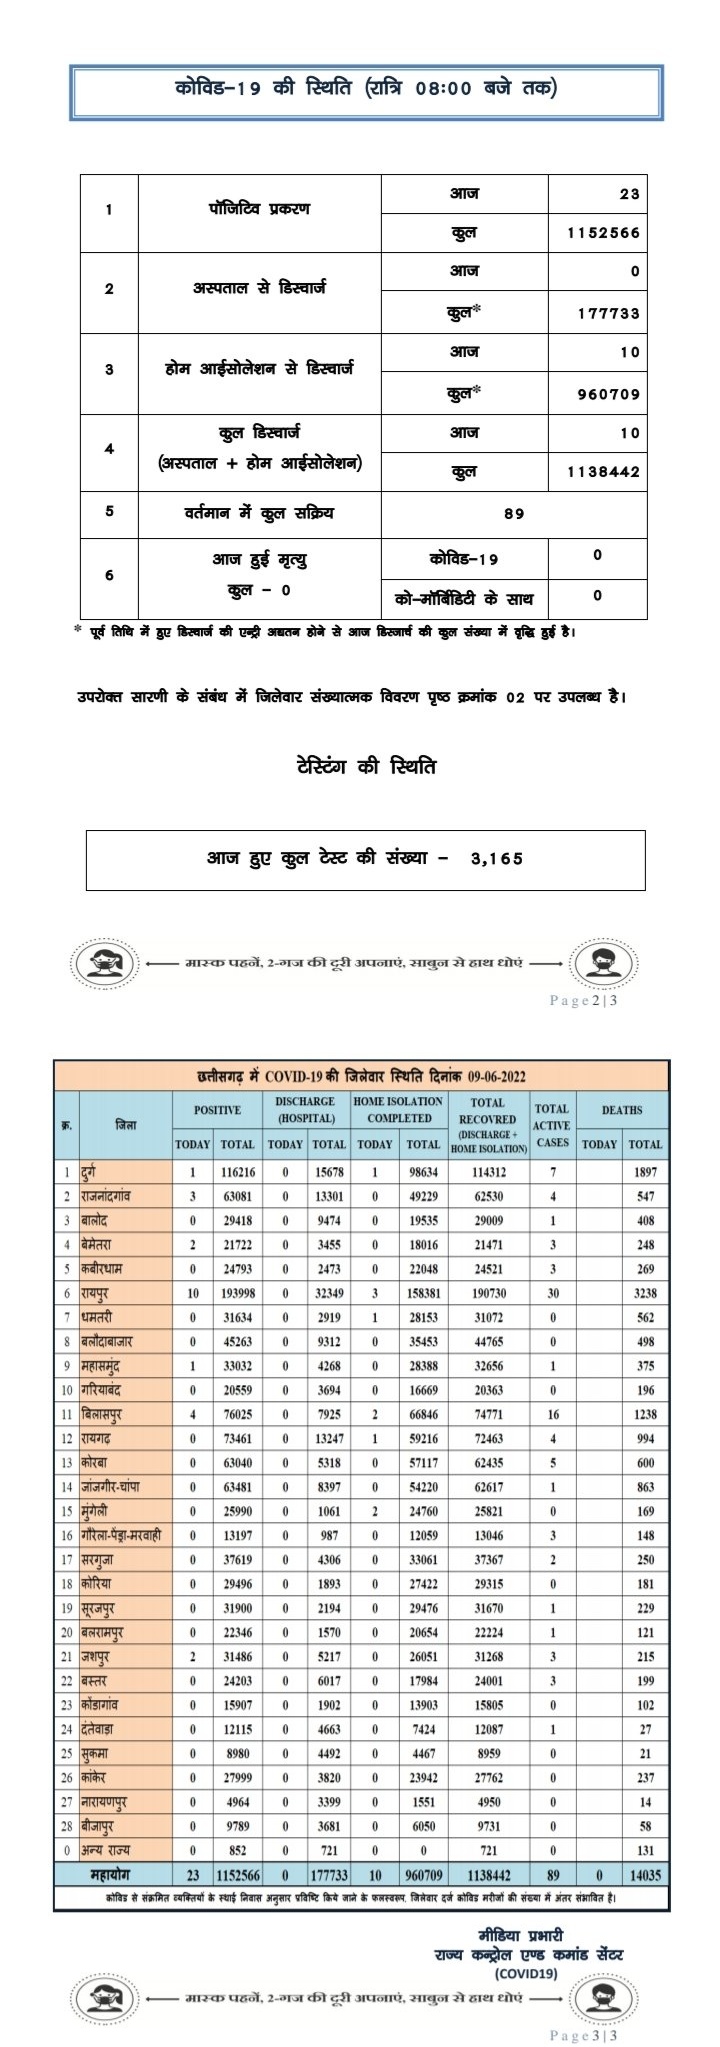 कोविड-19 की स्थिति (रात्रि 08:00 बजे तक)
1 पॉजिटिव प्रकरण आज 23
कुल 1152566
2 अस्पताल से डिस्चार्ज आज 0
कुल* 177733
3 होम आईसोलेशन से डिस्चार्ज आज 10
कुल* 960709
4 कुल डिस्चार्ज (अस्पताल + होम आईसोलेशन) आज 10
कुल 1138442
5 वर्तमान में कुल सक्रिय 89
6 आज हुई मृत्यु कुल - 0 कोविड-19 0
को-मॉर्बिडिटी के साथ 0
* पूर्व तिथि में हुए डिस्चार्ज की एन्ट्री अद्यतन होने से आज डिस्जार्च की कुल संख्या में वृद्धि हुई है।
उपरोक्त सारणी के संबंध में जिलेवार संख्यात्मक विवरण पृष्ठ क्रमांक 02 पर उपलब्ध है।
टेस्टिंग की स्थिति
आज हुए कुल टेस्ट की संख्या - 3,165
मास्क पहनें, 2-गज की दूरी अपनाएं, साबुन से हाथ धोएं
Page2|3
छत्तीसगढ़ में COVID-19 की जिलेवार स्थिति दिनांक 09-06-2022
क्र. जिला POSITIVE DISCHARGE (HOSPITAL) HOME ISOLATION COMPLETED TOTAL RECOVRED (DISCHARGE + HOME ISOLATION) TOTAL ACTIVE CASES DEATHS
TODAY TOTAL TODAY TOTAL TODAY TOTAL TODAY TOTAL
1 दुर्ग 1 116216 0 15678 1 98634 114312 7 1897
2 राजनांदगांव 3 63081 0 13301 0 49229 62530 4 547
3 बालोद 0 29418 0 9474 0 19535 29009 1 408
4 बेमेतरा 2 21722 0 3455 0 18016 21471 3 248
5 कबीरधाम 0 24793 0 2473 0 22048 24521 3 269
6 रायपुर 10 193998 0 32349 3 158381 190730 30 3238
7 धमतरी 0 31634 0 2919 1 28153 31072 0 562
8 बलौदाबाजार 0 45263 0 9312 0 35453 44765 0 498
9 महासमुंद 1 33032 0 4268 0 28388 32656 1 375
10 गरियाबंद 0 20559 0 3694 0 16669 20363 0 196
11 बिलासपुर 4 76025 0 7925 2 66846 74771 16 1238
12 रायगढ़ 0 73461 0 13247 1 59216 72463 4 994
13 कोरबा 0 63040 0 5318 0 57117 62435 5 600
14 जांजगीर-चांपा 0 63481 0 8397 0 54220 62617 1 863
15 मुंगेली 0 25990 0 1061 2 24760 25821 0 169
16 गौरेला-पेंड्रा-मरवाही 0 13197 0 987 0 12059 13046 3 148
17 सरगुजा 0 37619 0 4306 0 33061 37367 2 250
18 कोरिया 0 29496 0 1893 0 27422 29315 0 181
19 सूरजपुर 0 31900 0 2194 0 29476 31670 1 229
20 बलरामपुर 0 22346 0 1570 0 20654 22224 1 121
21 जशपुर 2 31486 0 5217 0 26051 31268 3 215
22 बस्तर 0 24203 0 6017 0 17984 24001 3 199
23 कोंडागांव 0 15907 0 1902 0 13903 15805 0 102
24 दंतेवाड़ा 0 12115 0 4663 0 7424 12087 1 27
25 सुकमा 0 8980 0 4492 0 4467 8959 0 21
26 कांकेर 0 27999 0 3820 0 23942 27762 0 237
27 नारायणपुर 0 4964 0 3399 0 1551 4950 0 14
28 बीजापुर 0 9789 0 3681 0 6050 9731 0 58
0 अन्य राज्य 0 852 0 721 0 0 721 0 131
महायोग 23 1152566 0 177733 10 960709 1138442 89 0 14035
कोविड से संक्रमित व्यक्तियों के स्थाई निवास अनुसार प्रविष्टि किये जाने के फलस्वरूप, जिलेवार दर्ज कोविड मरीजों की संख्या में अंतर संभावित है।
मीडिया प्रभारी
राज्य कन्ट्रोल एण्ड कमांड सेंटर
(COVID19)
मास्क पहनें, 2-गज की दूरी अपनाएं, साबुन से हाथ धोएं
Page3|3